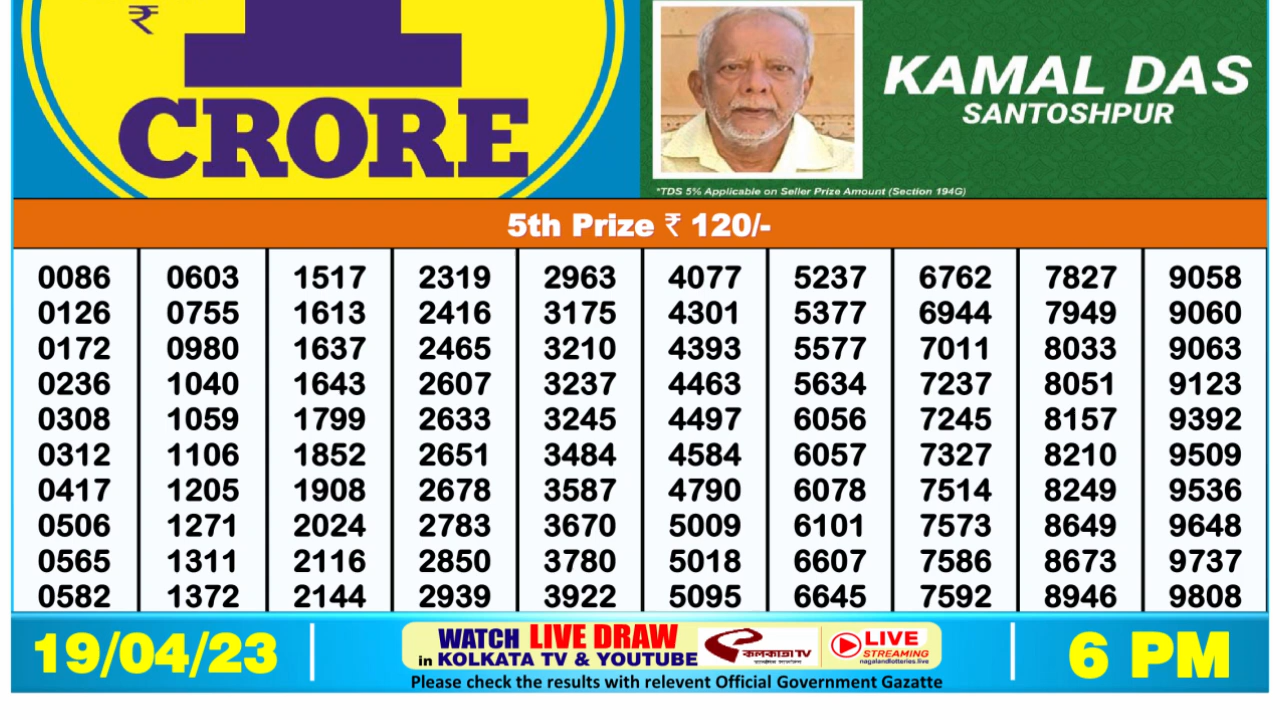 ₹
1
CRORE
KAMAL DAS
SANTOSHPUR
*TDS 5% Applicable on Seller Prize Amount (Section 194G)
5th Prize ₹ 120/-
0086 0603 1517 2319 2963 4077 5237 6762 7827 9058
0126 0755 1613 2416 3175 4301 5377 6944 7949 9060
0172 0980 1637 2465 3210 4393 5577 7011 8033 9063
0236 1040 1643 2607 3237 4463 5634 7237 8051 9123
0308 1059 1799 2633 3245 4497 6056 7245 8157 9392
0312 1106 1852 2651 3484 4584 6057 7327 8210 9509
0417 1205 1908 2678 3587 4790 6078 7514 8249 9536
0506 1271 2024 2783 3670 5009 6101 7573 8649 9648
0565 1311 2116 2850 3780 5018 6607 7586 8673 9737
0582 1372 2144 2939 3922 5095 6645 7592 8946 9808
19/04/23
WATCH LIVE DRAW
in KOLKATA TV & YOUTUBE
কলকাতা TV
LIVE
STREAMING
nagalandlotteries.live
6 PM
Please check the results with relevent Official Government Gazatte